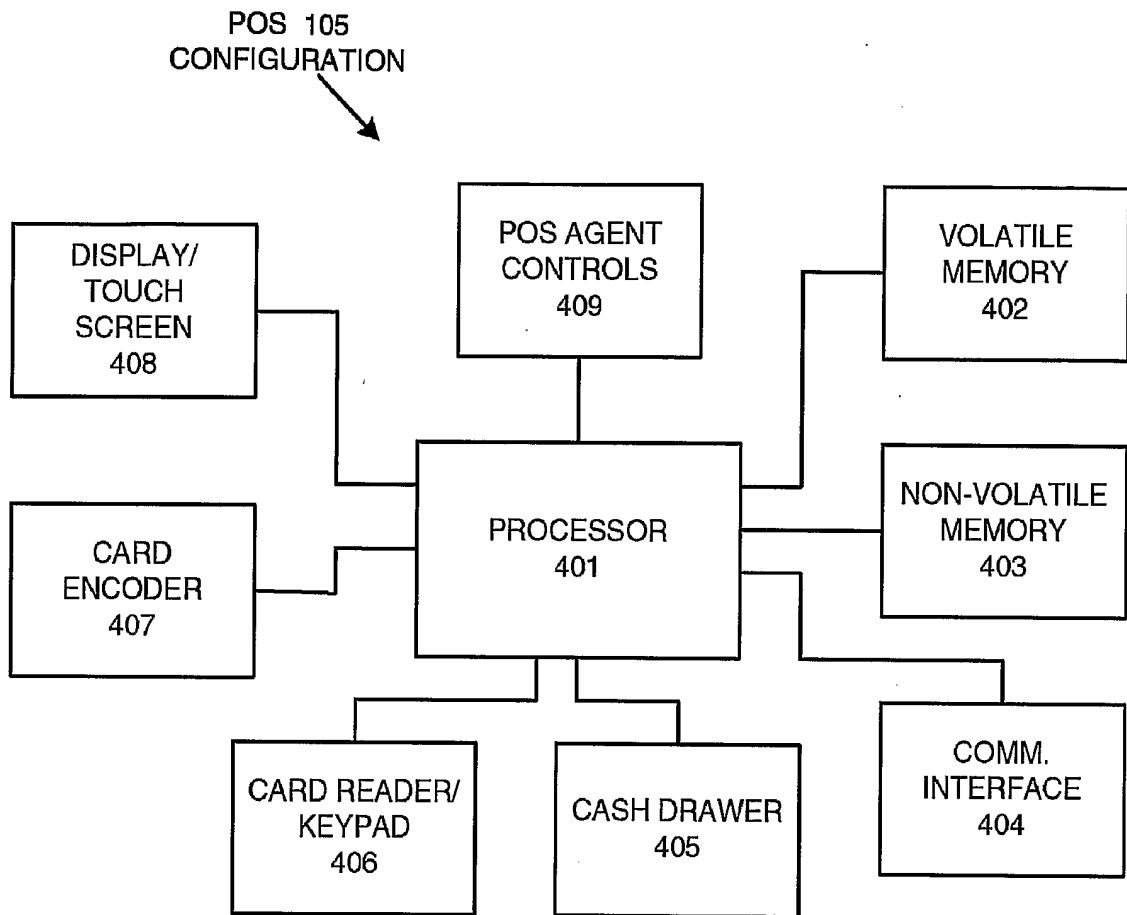 POS 105
CONFIGURATION
POS AGENT
CONTROLS
409
VOLATILE
MEMORY
402
DISPLAY/
TOUCH
SCREEN
408
PROCESSOR
401
NON-VOLATILE
MEMORY
403
CARD
ENCODER
407
CARD READER/
KEYPAD
406
CASH DRAWER
405
COMM.
INTERFACE
404